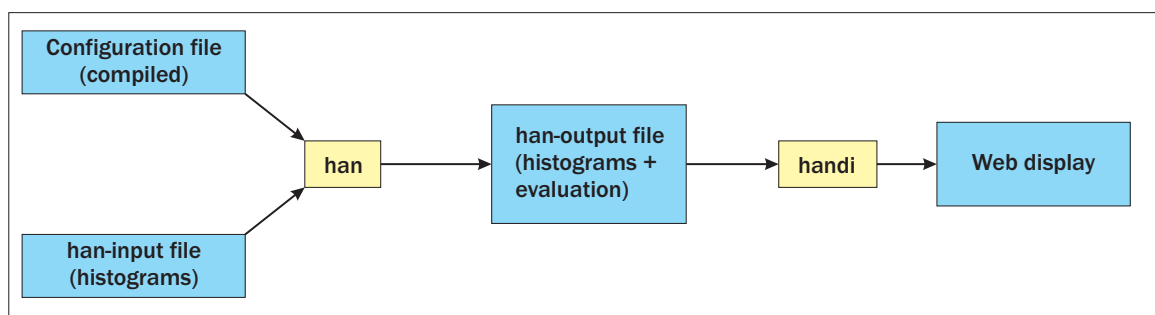 Configuration file
(compiled)
han-input file
(histograms)
han
han-output file
(histograms +
evaluation)
handi
Web display